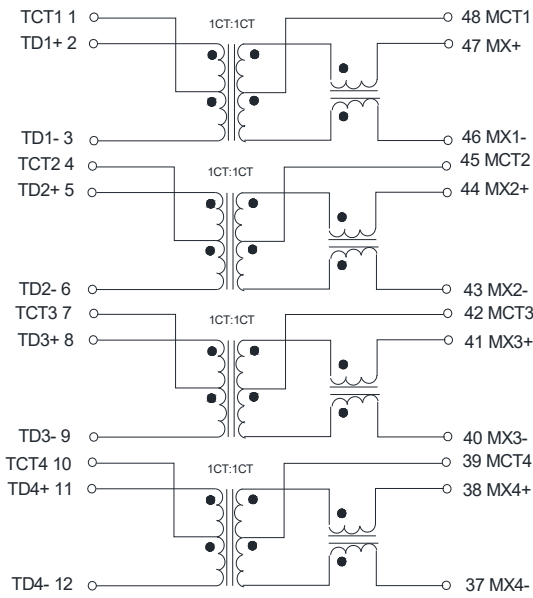 TCT1 1
1CT:1CT
48 MCT1
TD1+ 2
47 MX+
TD1- 3
46 MX1-
TCT2 4
1CT:1CT
45 MCT2
TD2+ 5
44 MX2+
TD2- 6
43 MX2-
TCT3 7
1CT:1CT
42 MCT3
TD3+ 8
41 MX3+
TD3- 9
40 MX3-
TCT4 10
1CT:1CT
39 MCT4
TD4+ 11
38 MX4+
TD4- 12
37 MX4-